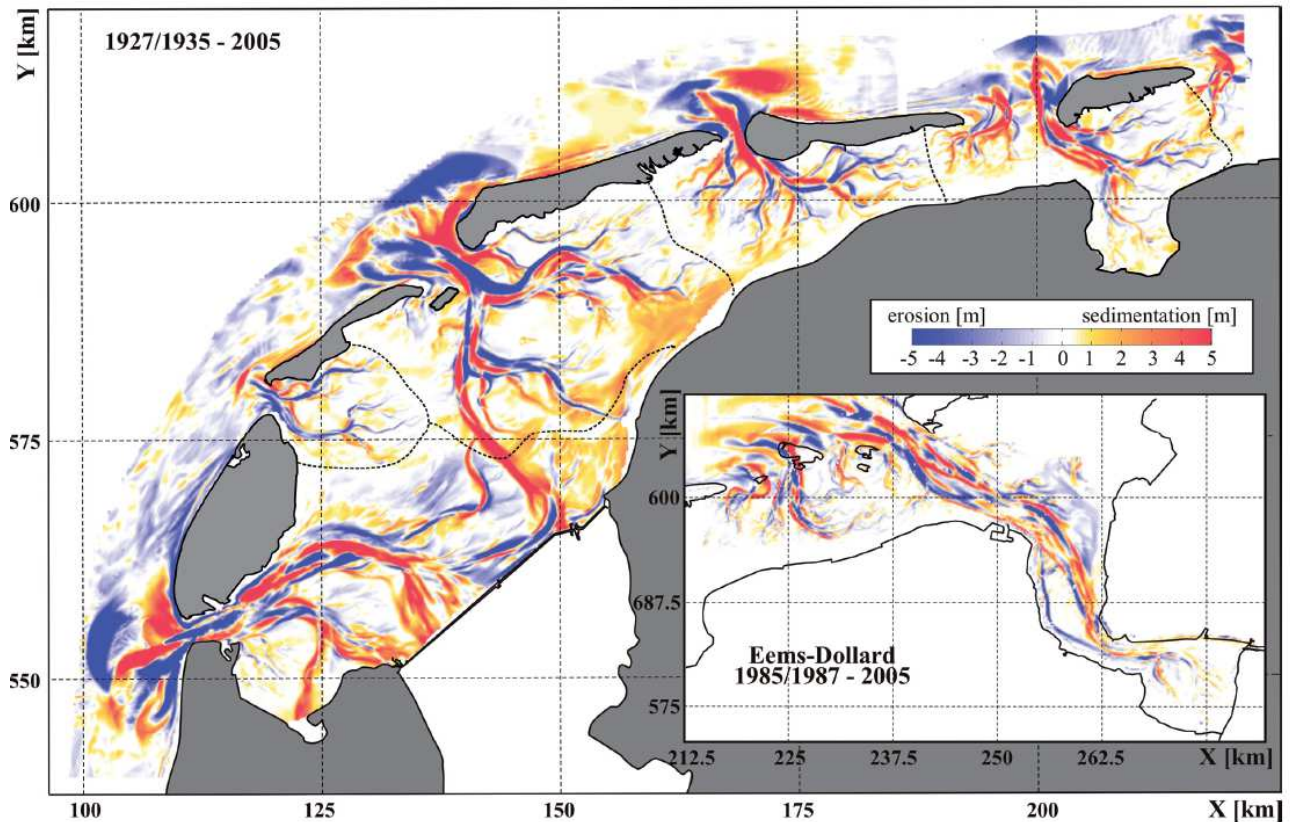 Y [km]
1927/1935 - 2005
600
575
550
100
125
150
175
200
X [km]
erosion [m]
sedimentation [m]
-5 -4 -3 -2 -1 0 1 2 3 4 5
Y [km]
600
687.5
575
Eems-Dollard
1985/1987 - 2005
212.5
225
237.5
250
262.5
X [km]